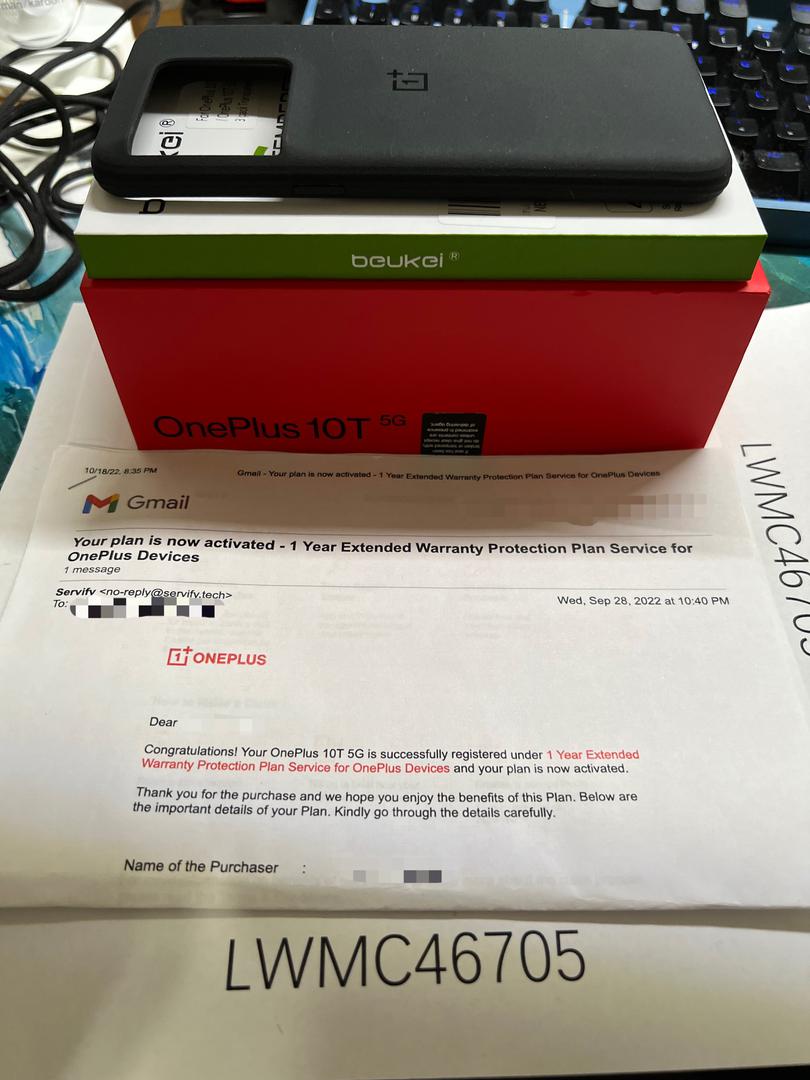 For OnePlus 10T
/ OnePlus 10T
beukei®
OnePlus 10T 5G
10/18/22, 8:35 PM
Gmail - Your plan is now activated - 1 Year Extended Warranty Protection Plan Service for OnePlus Devices
Gmail
Your plan is now activated - 1 Year Extended Warranty Protection Plan Service for
OnePlus Devices
1 message
Servify <no-reply@servify.tech>
Wed, Sep 28, 2022 at 10:40 PM
To:
ONEPLUS
Dear
Congratulations! Your OnePlus 10T 5G is successfully registered under 1 Year Extended
Warranty Protection Plan Service for OnePlus Devices and your plan is now activated.
Thank you for the purchase and we hope you enjoy the benefits of this Plan. Below are
the important details of your Plan. Kindly go through the details carefully.
Name of the Purchaser :
LWMC46705
LWMC46705